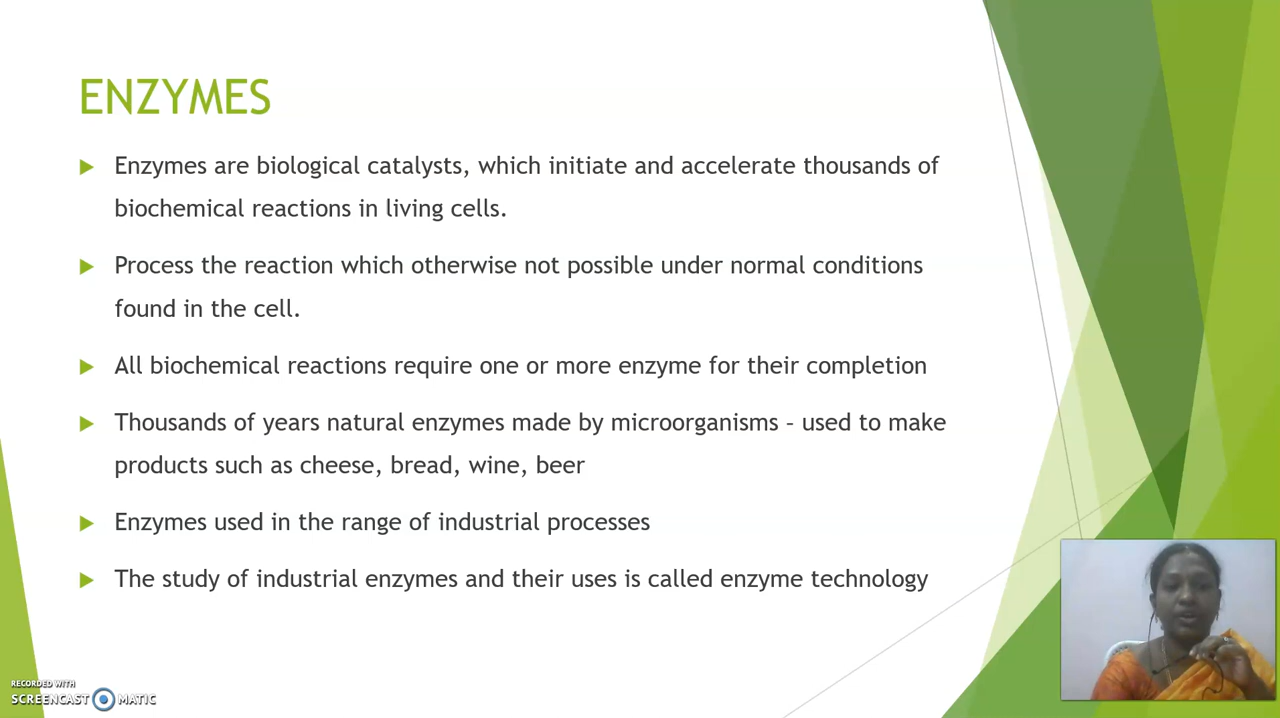 ENZYMES
Enzymes are biological catalysts, which initiate and accelerate thousands of
biochemical reactions in living cells.
Process the reaction which otherwise not possible under normal conditions
found in the cell.
All biochemical reactions require one or more enzyme for their completion
Thousands of years natural enzymes made by microorganisms – used to make
products such as cheese, bread, wine, beer
Enzymes used in the range of industrial processes
The study of industrial enzymes and their uses is called enzyme technology
RECORDED WITH
SCREENCAST MATIC